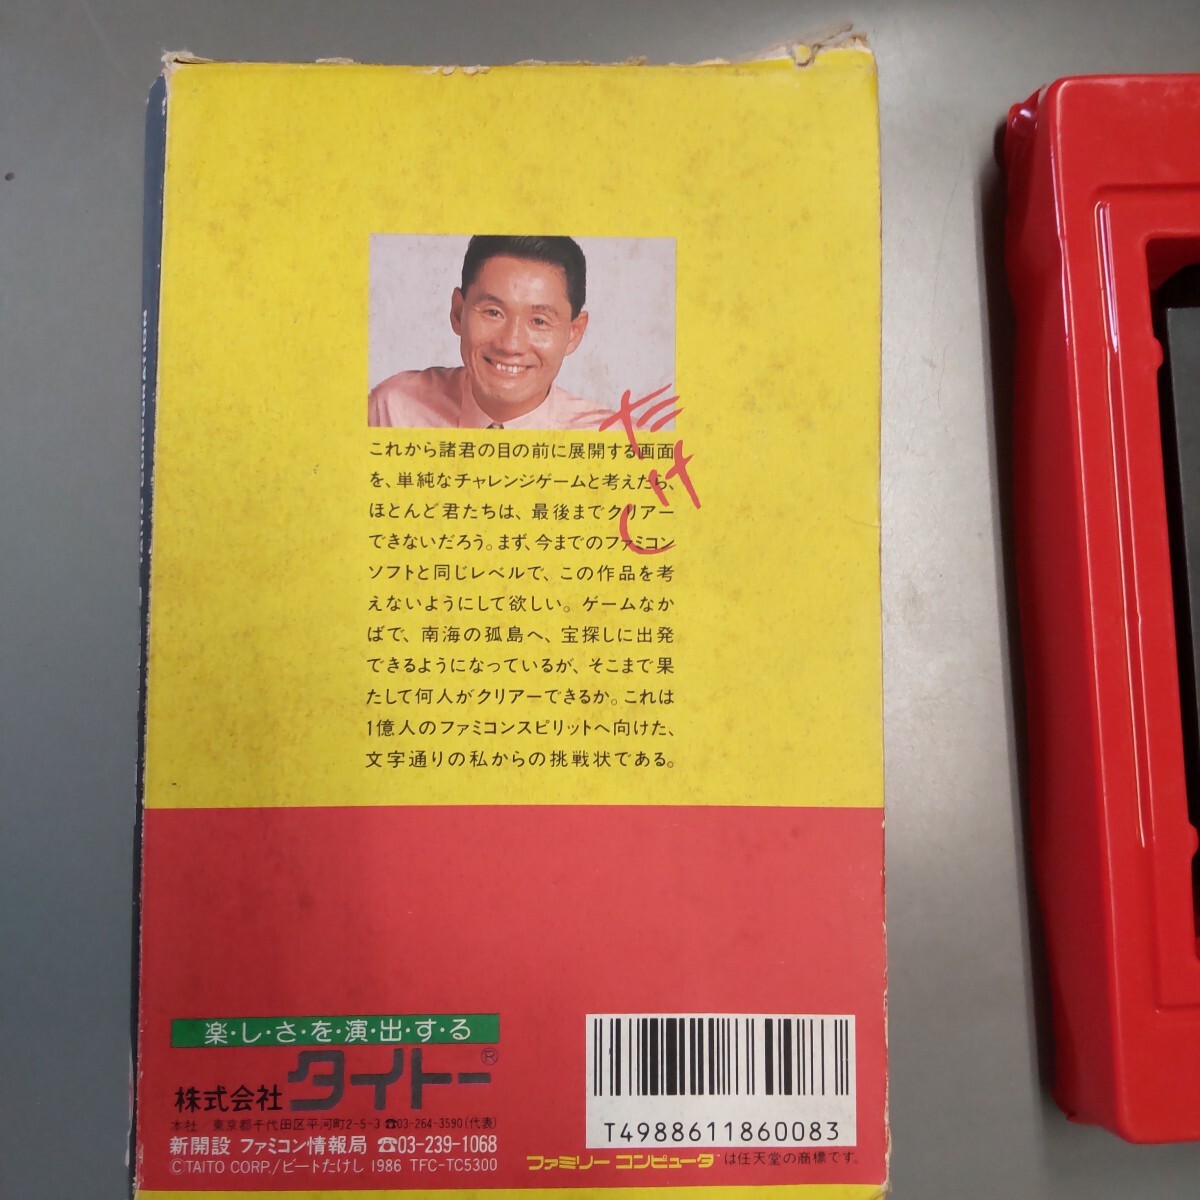 たけし
これから諸君の目の前に展開する画面
を、単純なチャレンジゲームと考えたら、
ほとんど君たちは、最後までクリアー
できないだろう。まず、今までのファミコン
ソフトと同じレベルで、この作品を考
えないようにして欲しい。ゲームなか
ばで、南海の孤島へ、宝探しに出発
できるようになっているが、そこまで果
たして何人がクリアーできるか。これは
1億人のファミコンスピリットへ向けた、
文字通りの私からの挑戦状である。
TAITO CORPORATION
楽・し・さ・を・演・出・す・る
株式会社 タイトー®
本社/東京都千代田区平河町2-5-3 ☎03-264-3590(代表)
新開設 ファミコン情報局 ☎03-239-1068
©TAITO CORP./ビートたけし 1986 TFC-TC5300
T4988611860083
ファミリーコンピュータは任天堂の商標です。